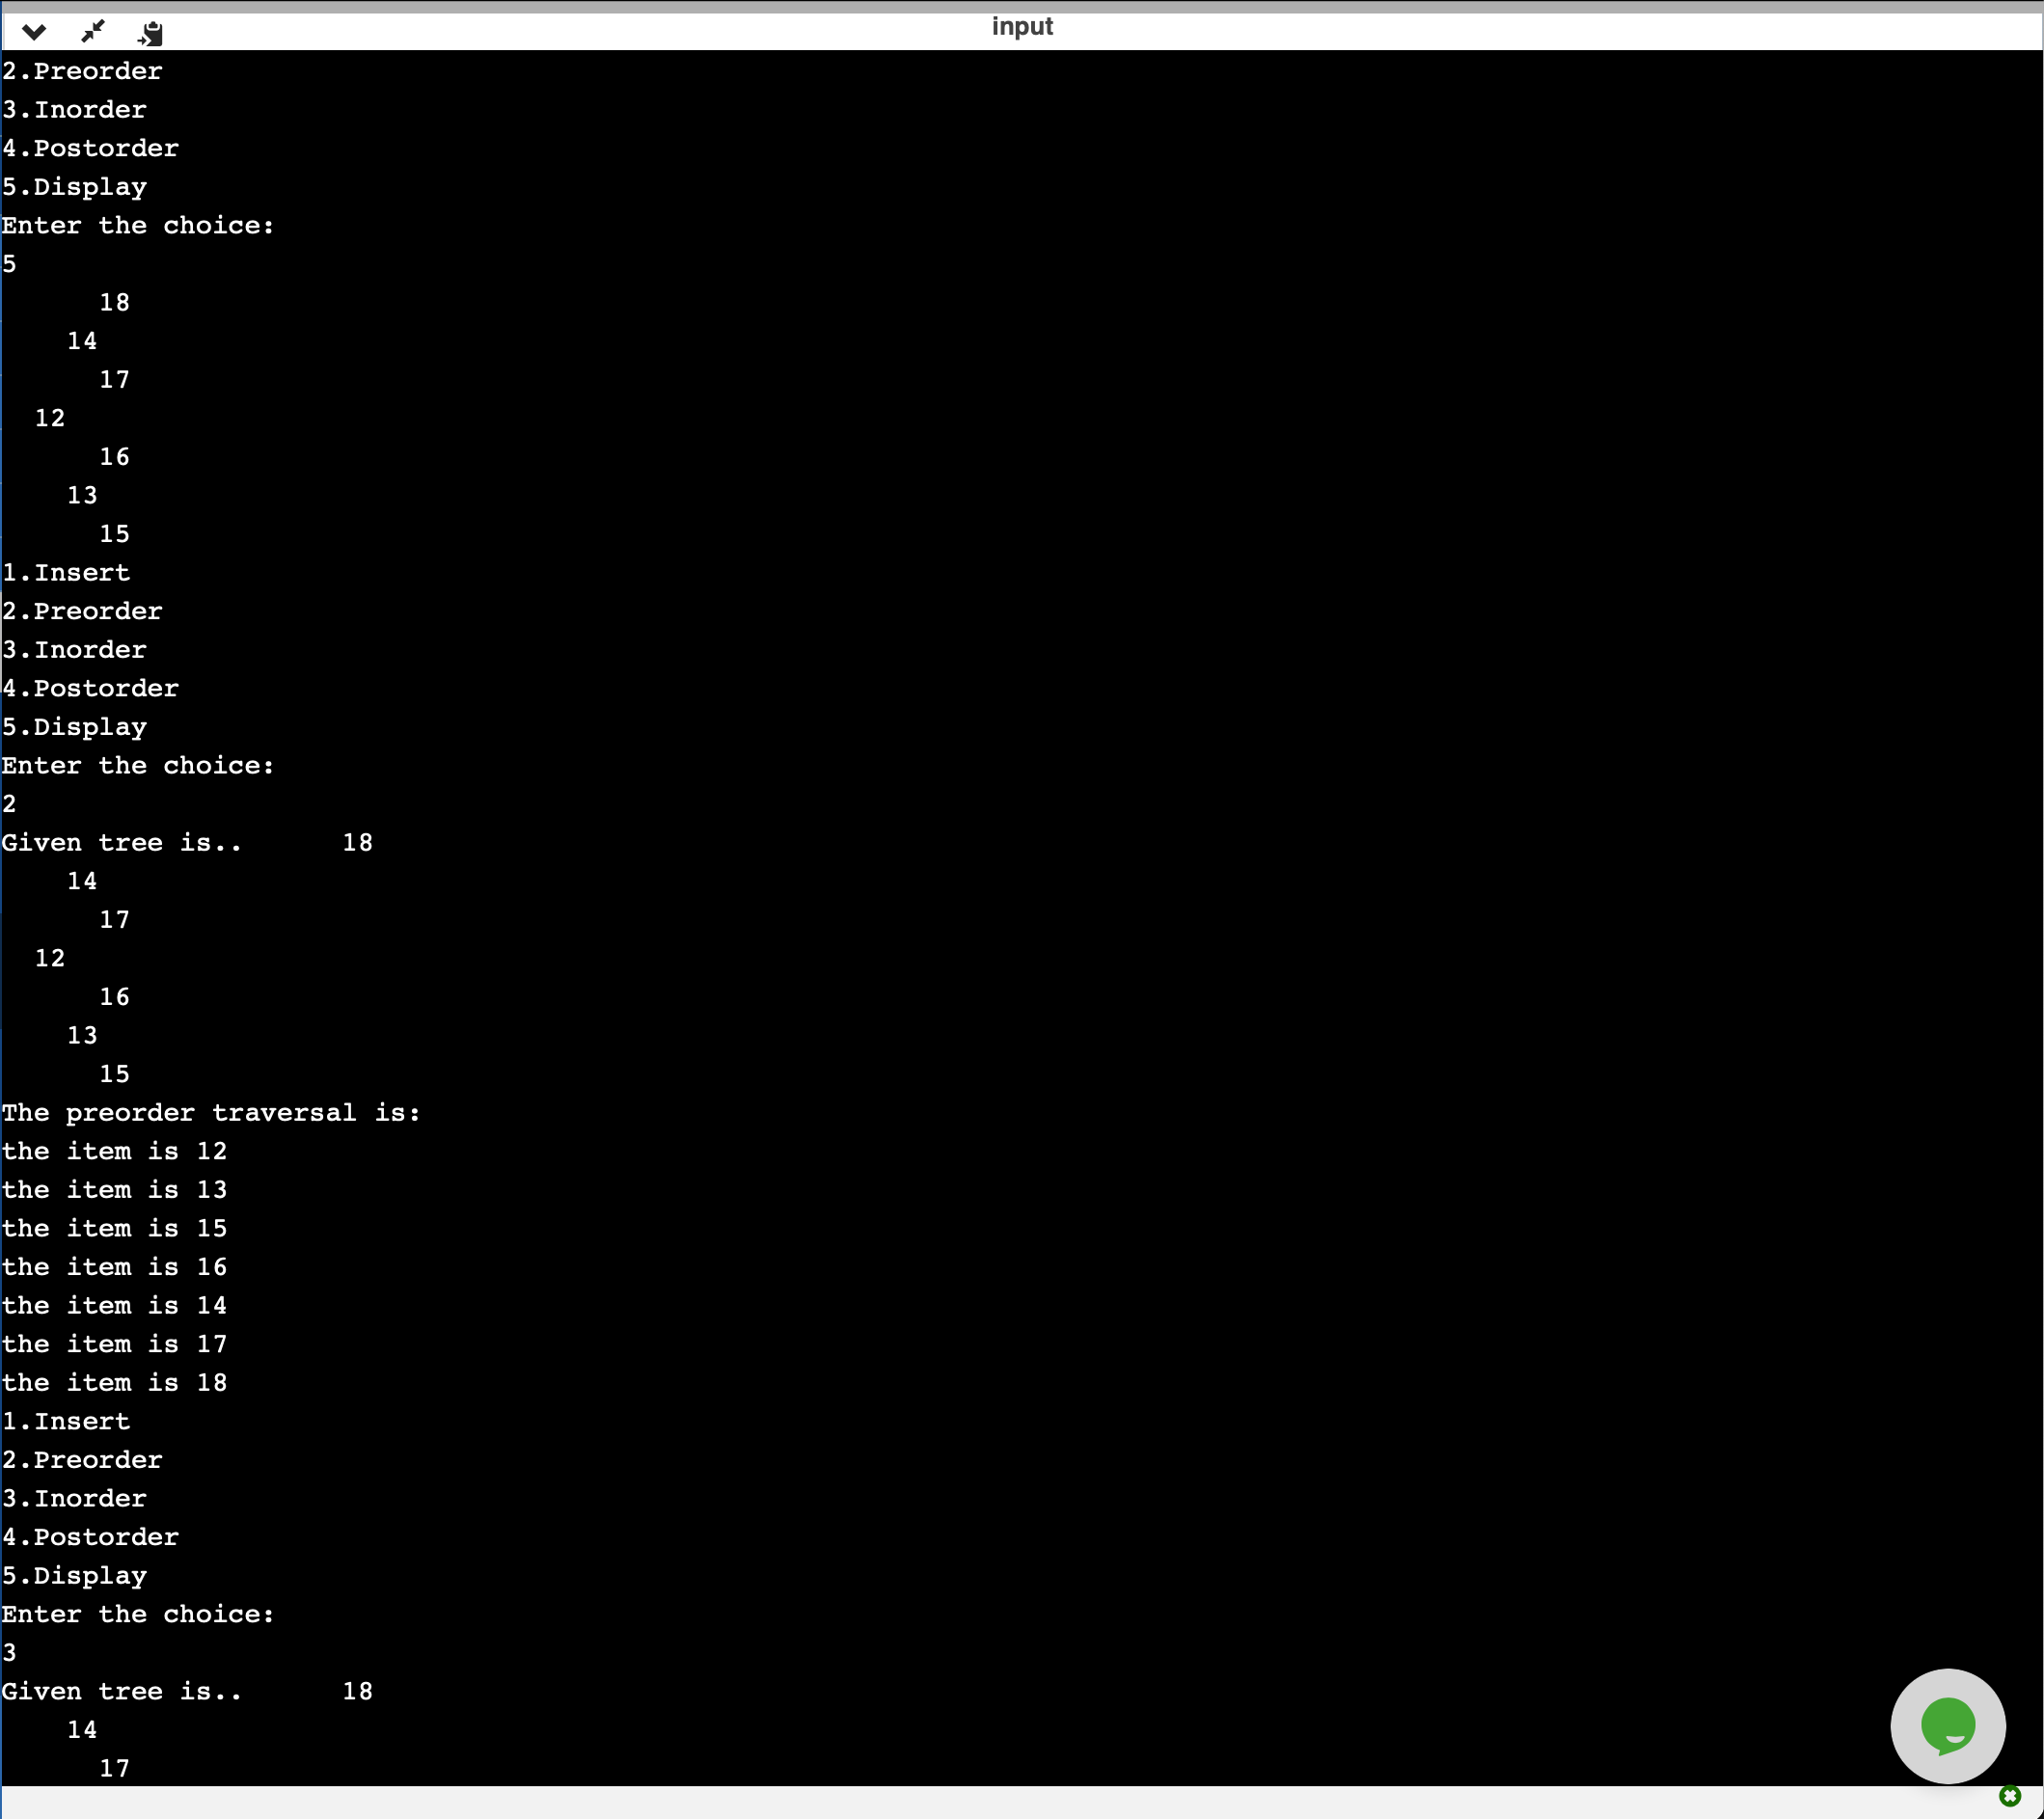 input
2.Preorder
3.Inorder
4.Postorder
5.Display
Enter the choice:
5
      18
    14
      17
  12
      16
    13
      15
1.Insert
2.Preorder
3.Inorder
4.Postorder
5.Display
Enter the choice:
2
Given tree is..      18
    14
      17
  12
      16
    13
      15
The preorder traversal is:
the item is 12
the item is 13
the item is 15
the item is 16
the item is 14
the item is 17
the item is 18
1.Insert
2.Preorder
3.Inorder
4.Postorder
5.Display
Enter the choice:
3
Given tree is..      18
    14
      17